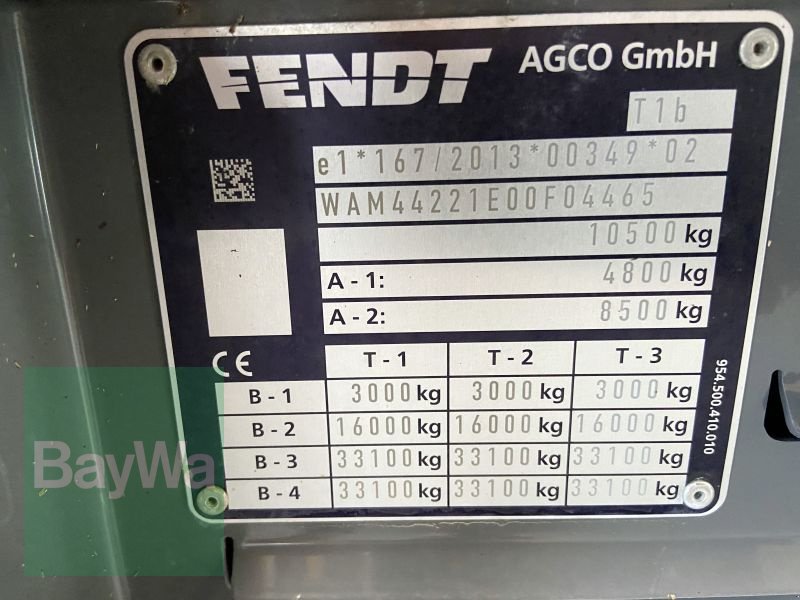 FENDT AGCO GmbH
T1b
e1*167/2013*00349*02
WAM44221E00F04465
10500 kg
A - 1: 4800 kg
A - 2: 8500 kg
CE T - 1 T - 2 T - 3
B - 1 3000 kg 3000 kg 3000 kg
B - 2 16000 kg 16000 kg 16000 kg
B - 3 33100 kg 33100 kg 33100 kg
B - 4 33100 kg 33100 kg 33100 kg
954.500.410.010
BayWa